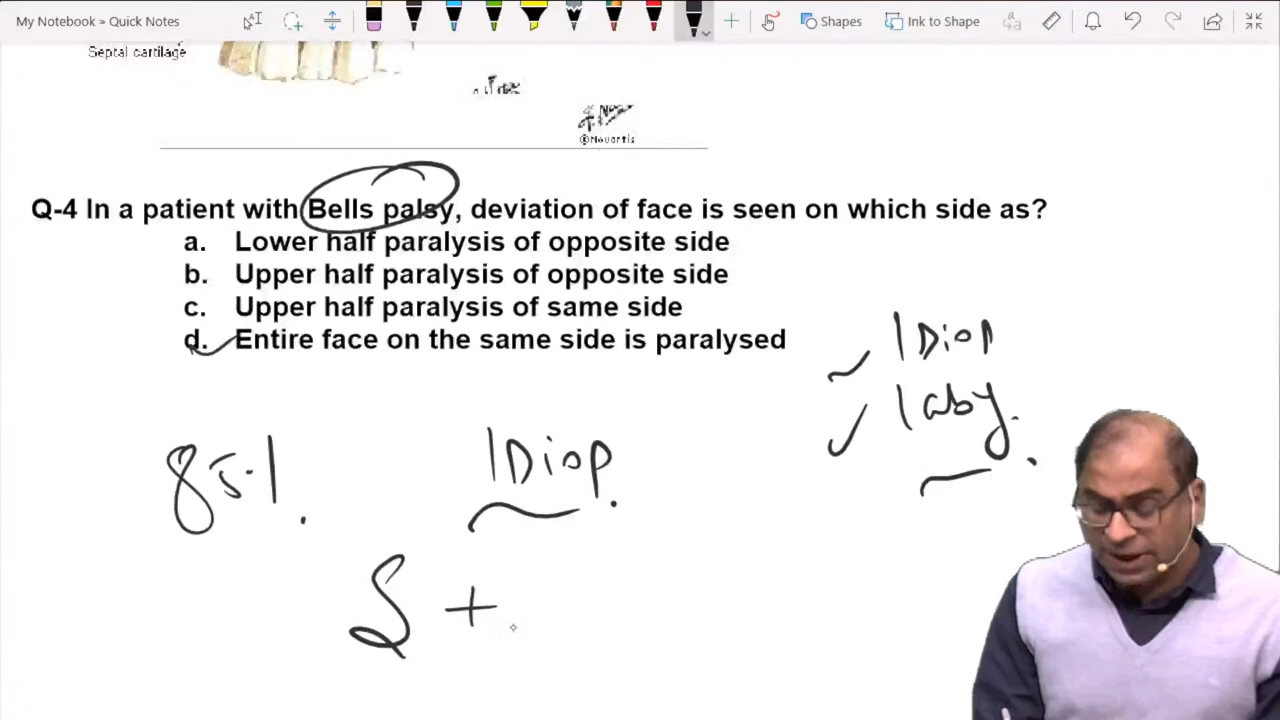 My Notebook » Quick Notes
Shapes
Ink to Shape
Septal cartilage
©Novartis
Q-4 In a patient with Bells palsy, deviation of face is seen on which side as?
a. Lower half paralysis of opposite side
b. Upper half paralysis of opposite side
c. Upper half paralysis of same side
d. Entire face on the same side is paralysed
IDiop
laby.
85%.
IDiop.
S +